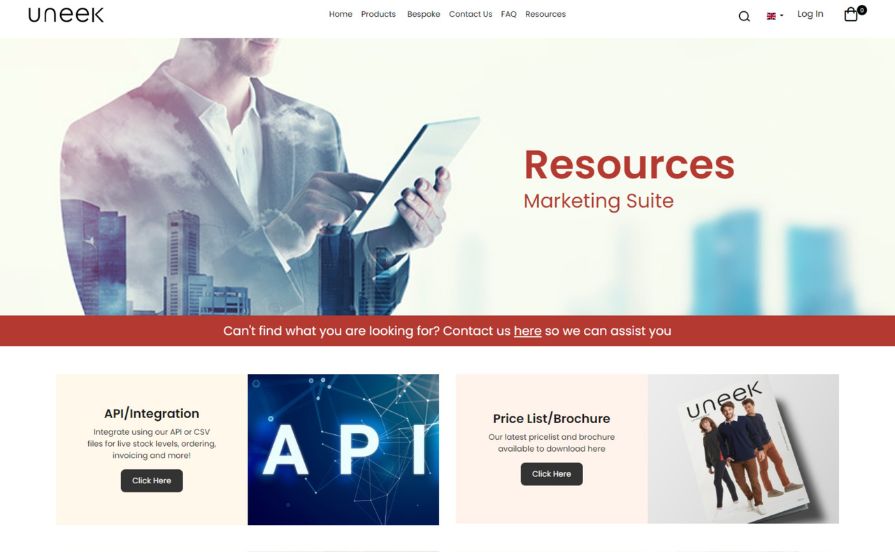 uneek
Home Products Bespoke Contact Us FAQ Resources
Log In
0
Resources
Marketing Suite
Can't find what you are looking for? Contact us here so we can assist you
API/Integration
Integrate using our API or CSV
files for live stock levels, ordering,
invoicing and more!
Click Here
API
Price List/Brochure
Our latest pricelist and brochure
available to download here
Click Here
uneek